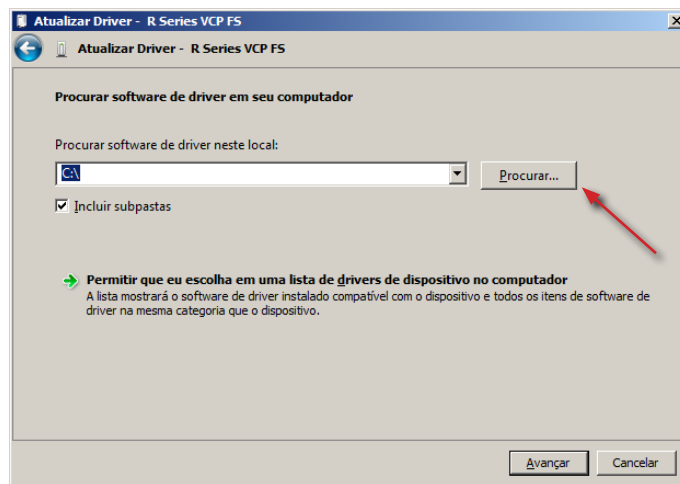 Atualizar Driver - R Series VCP FS
Atualizar Driver - R Series VCP FS
Procurar software de driver em seu computador
Procurar software de driver neste local:
C:\
Procurar...
Incluir subpastas
Permitir que eu escolha em uma lista de drivers de dispositivo no computador
A lista mostrará o software de driver instalado compatível com o dispositivo e todos os itens de software de
driver na mesma categoria que o dispositivo.
Avançar
Cancelar